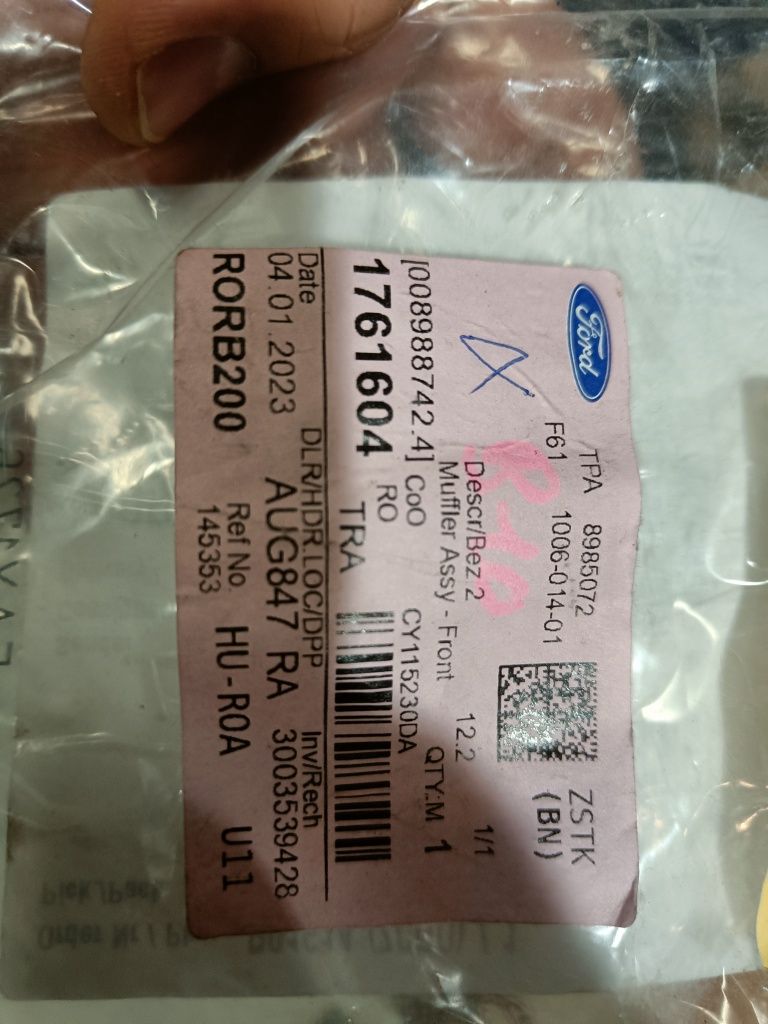 Ford
TPA 8985072
F61 1006-014-01
ZSTK
(BN)
Descr/Bez 2 12.2 1/1
Muffler Assy - Front QTY:M 1
[008988742.4] CoO CY115230DA
1761604 RO
TRA
Date DLR/HDR.LOC/DPP Inv/Rech
04.01.2023 AUG847 RA 3003539428
RORB200 Ref No. HU-R0A U11
145353